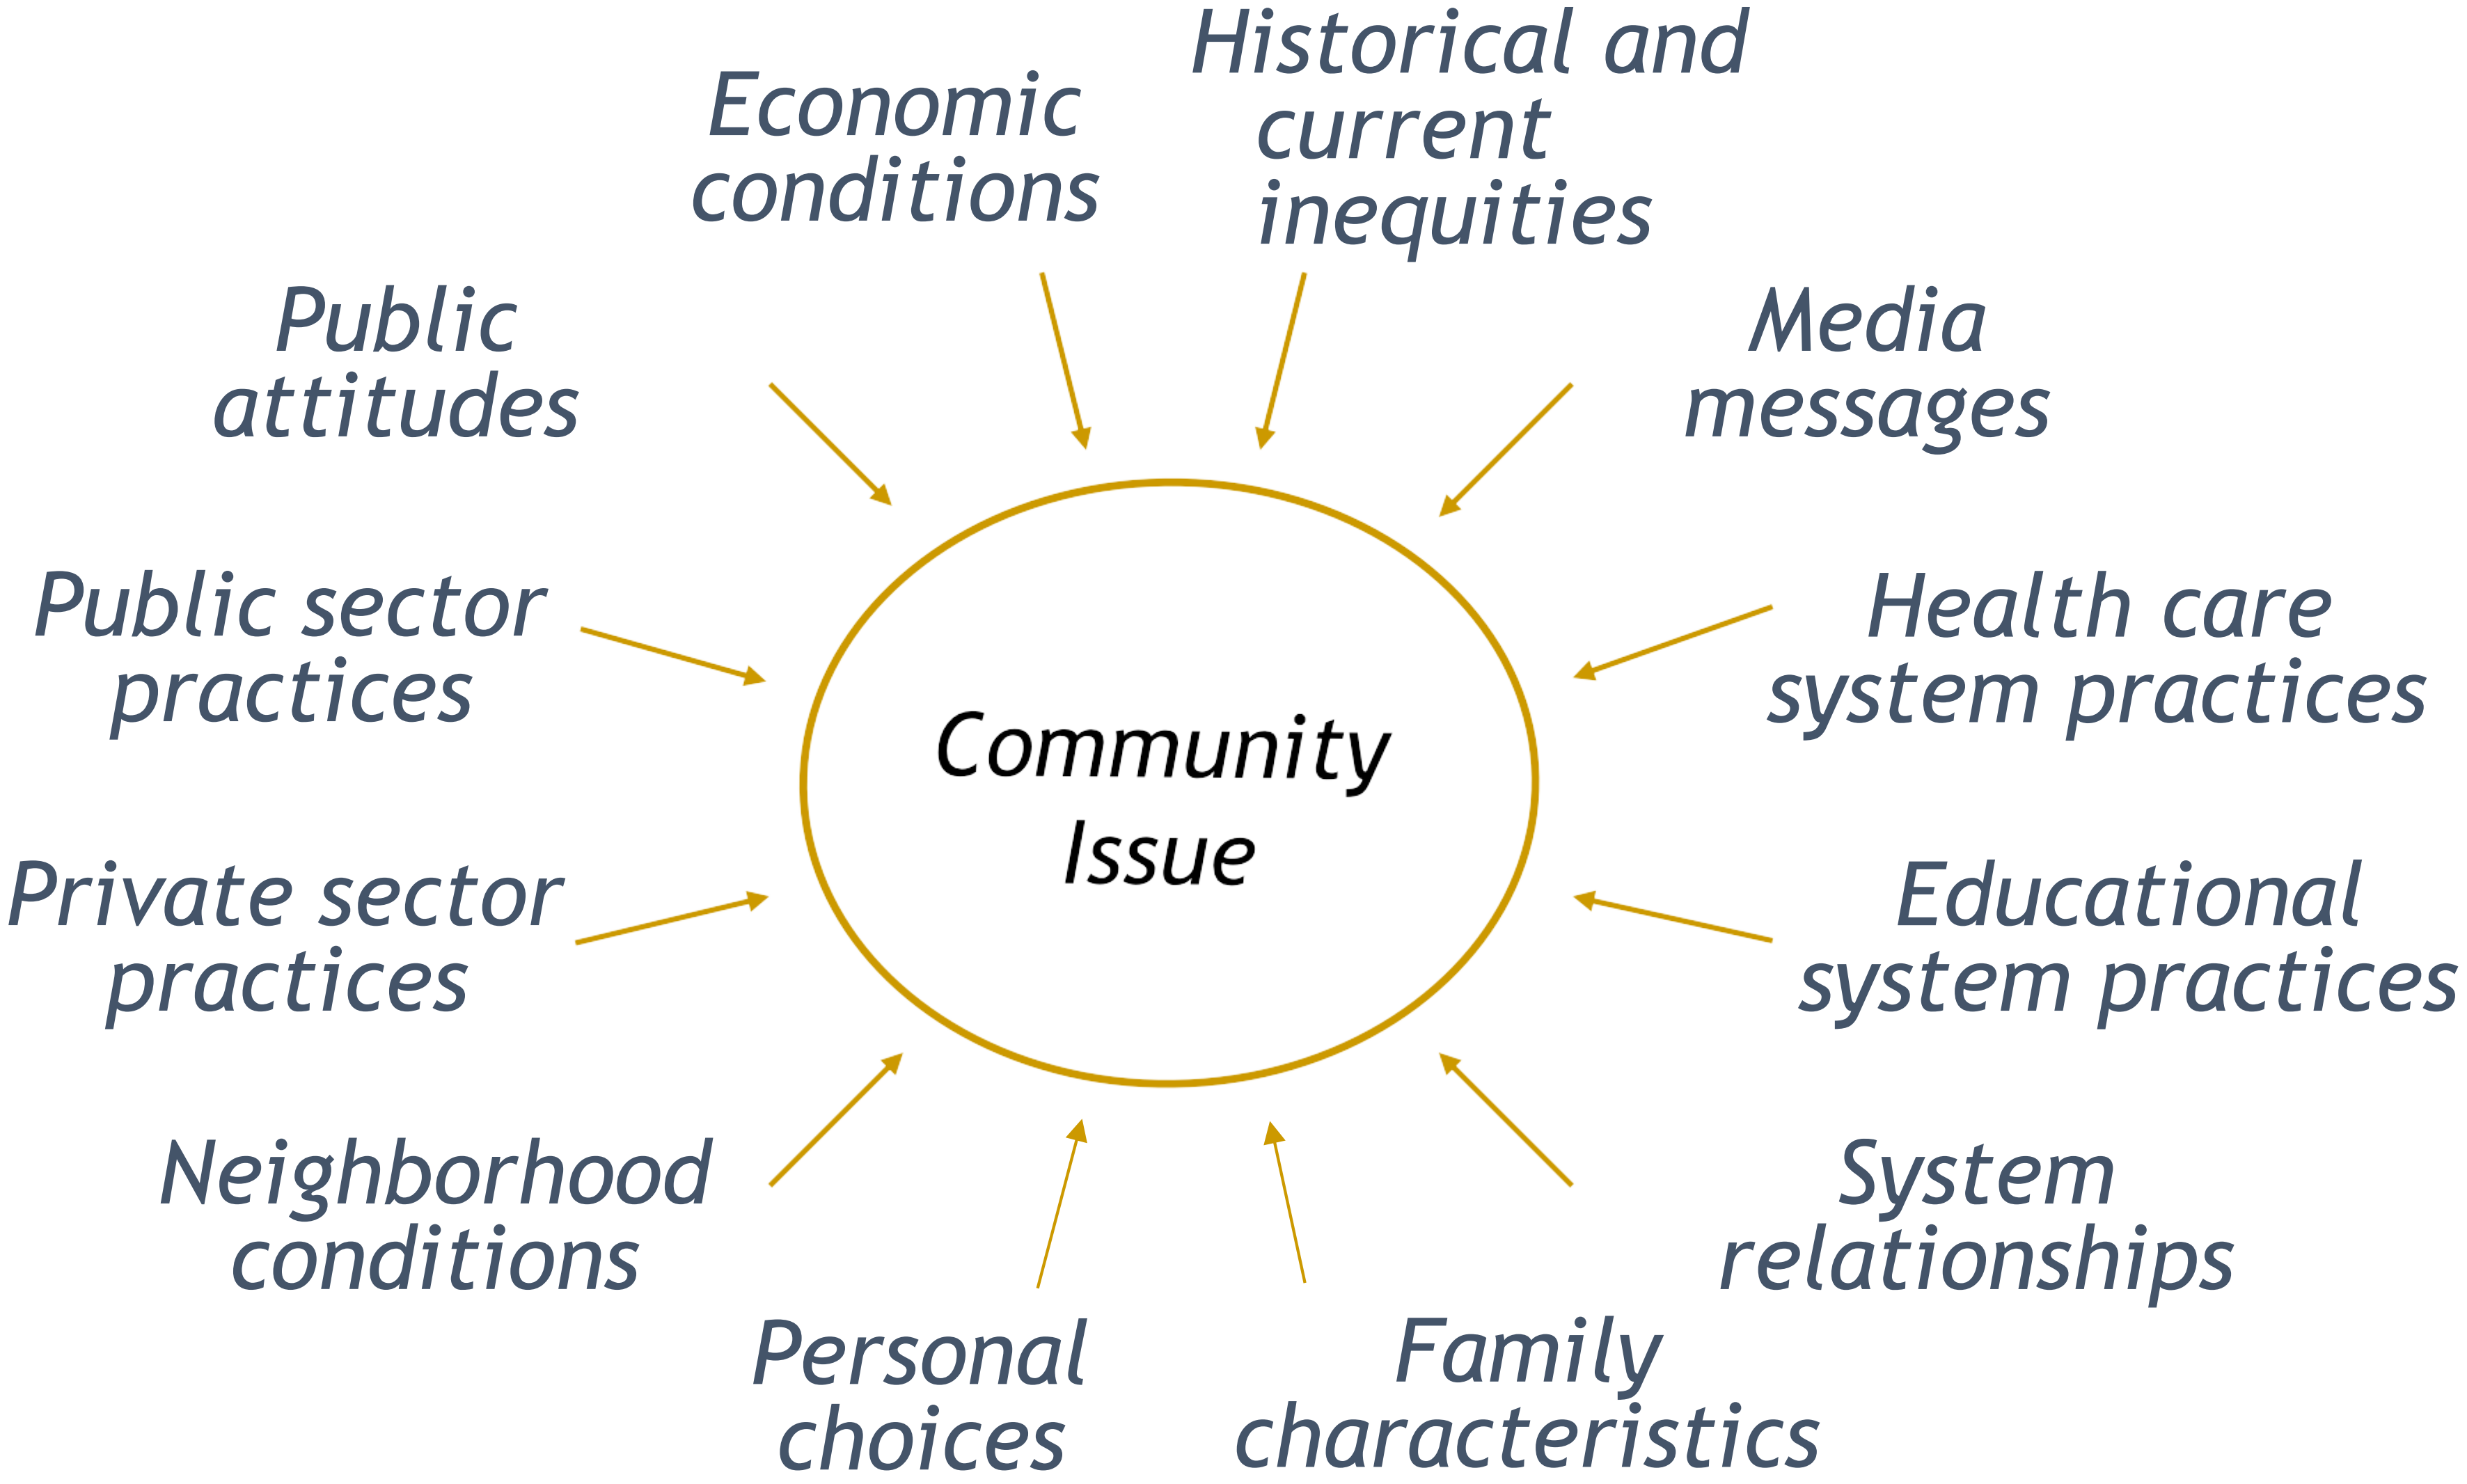 Historical and
current
inequities
Economic
conditions
Public
attitudes
Media
messages
Public sector
practices
Health care
system practices
Community
Issue
Private sector
practices
Educational
system practices
Neighborhood
conditions
System
relationships
Personal
choices
Family
characteristics